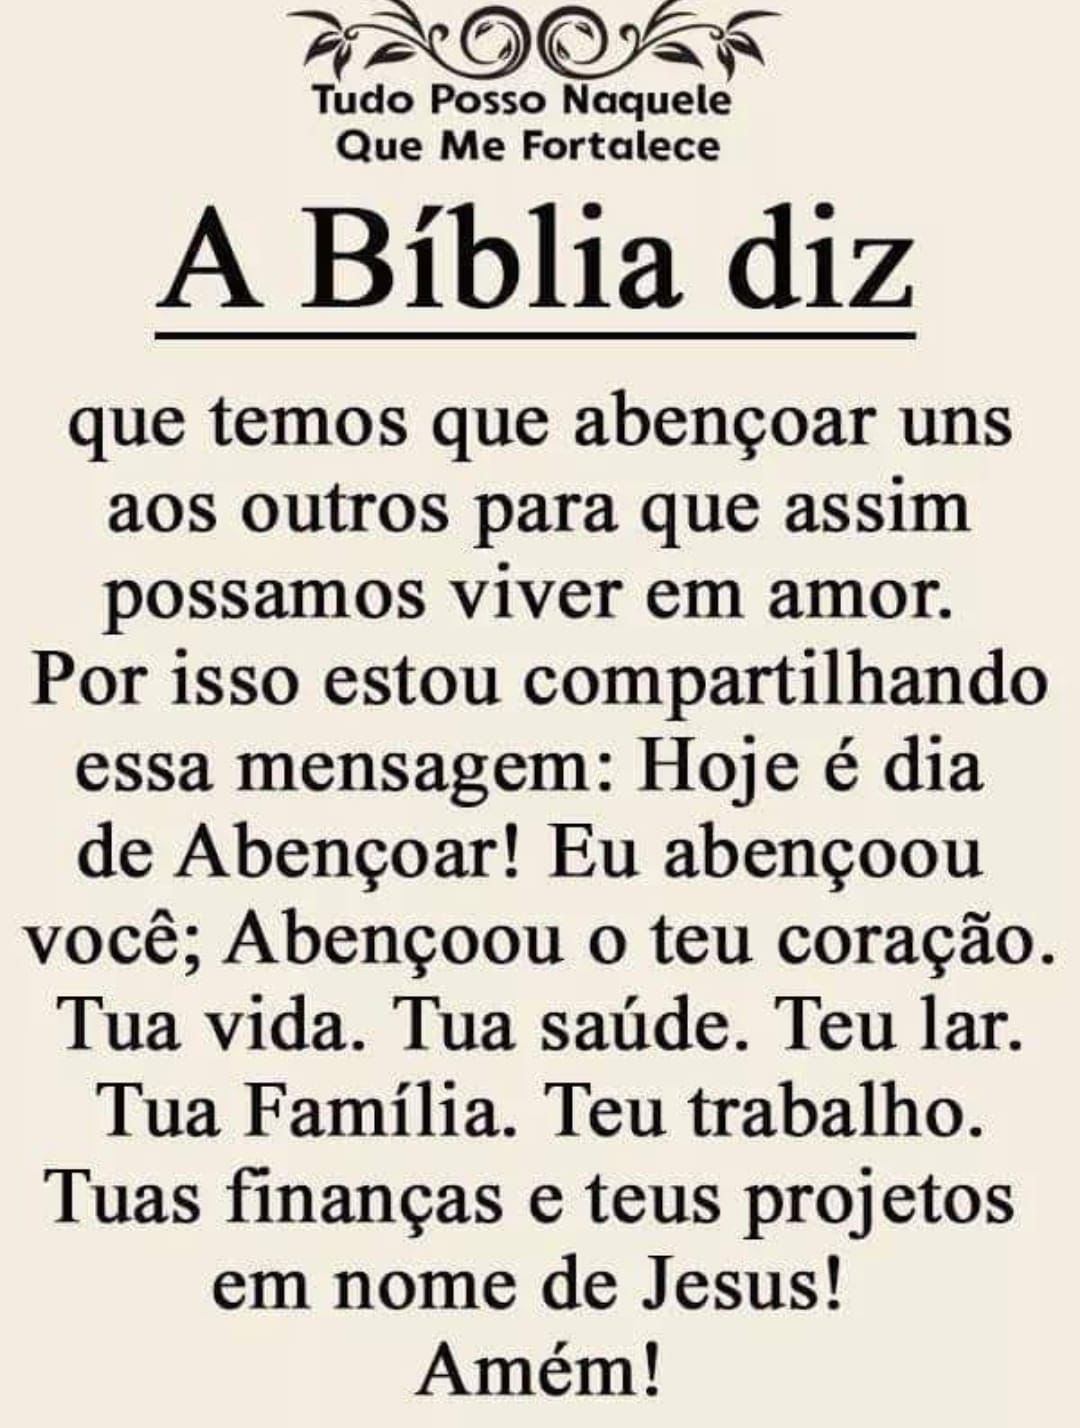 Tudo Posso Naquele
Que Me Fortalece
A Bíblia diz
que temos que abençoar uns
aos outros para que assim
possamos viver em amor.
Por isso estou compartilhando
essa mensagem: Hoje é dia
de Abençoar! Eu abençoou
você; Abençoou o teu coração.
Tua vida. Tua saúde. Teu lar.
Tua Família. Teu trabalho.
Tuas finanças e teus projetos
em nome de Jesus!
Amém!